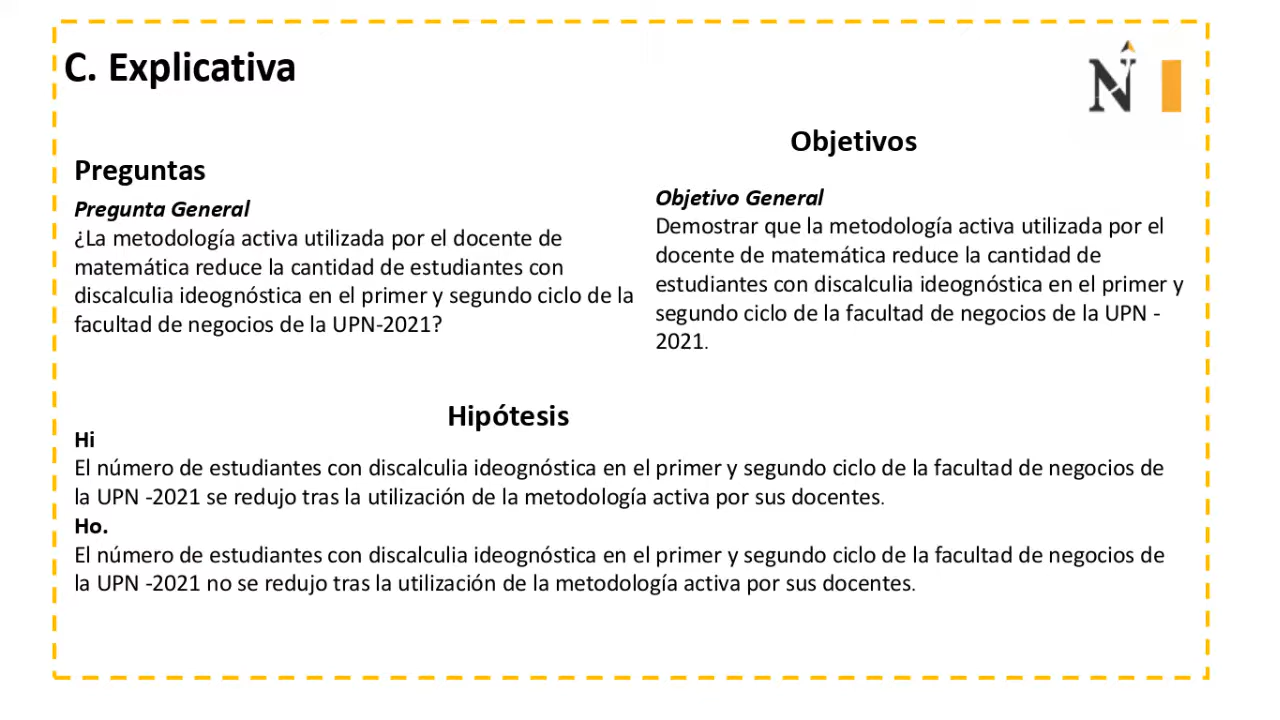 C. Explicativa
Preguntas
Pregunta General
¿La metodología activa utilizada por el docente de
matemática reduce la cantidad de estudiantes con
discalculia ideognóstica en el primer y segundo ciclo de la
facultad de negocios de la UPN-2021?
Objetivos
Objetivo General
Demostrar que la metodología activa utilizada por el
docente de matemática reduce la cantidad de
estudiantes con discalculia ideognóstica en el primer y
segundo ciclo de la facultad de negocios de la UPN -
2021.
Hipótesis
Hi
El número de estudiantes con discalculia ideognóstica en el primer y segundo ciclo de la facultad de negocios de
la UPN -2021 se redujo tras la utilización de la metodología activa por sus docentes.
Ho.
El número de estudiantes con discalculia ideognóstica en el primer y segundo ciclo de la facultad de negocios de
la UPN -2021 no se redujo tras la utilización de la metodología activa por sus docentes.
N